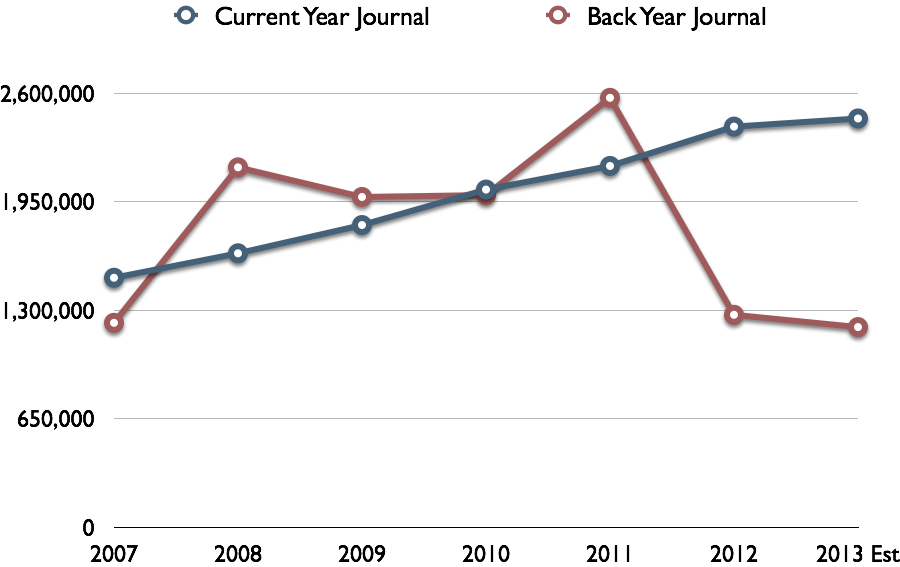 Current Year Journal
Back Year Journal
2,600,000
1,950,000
1,300,000
650,000
0
2007 2008 2009 2010 2011 2012 2013 Est